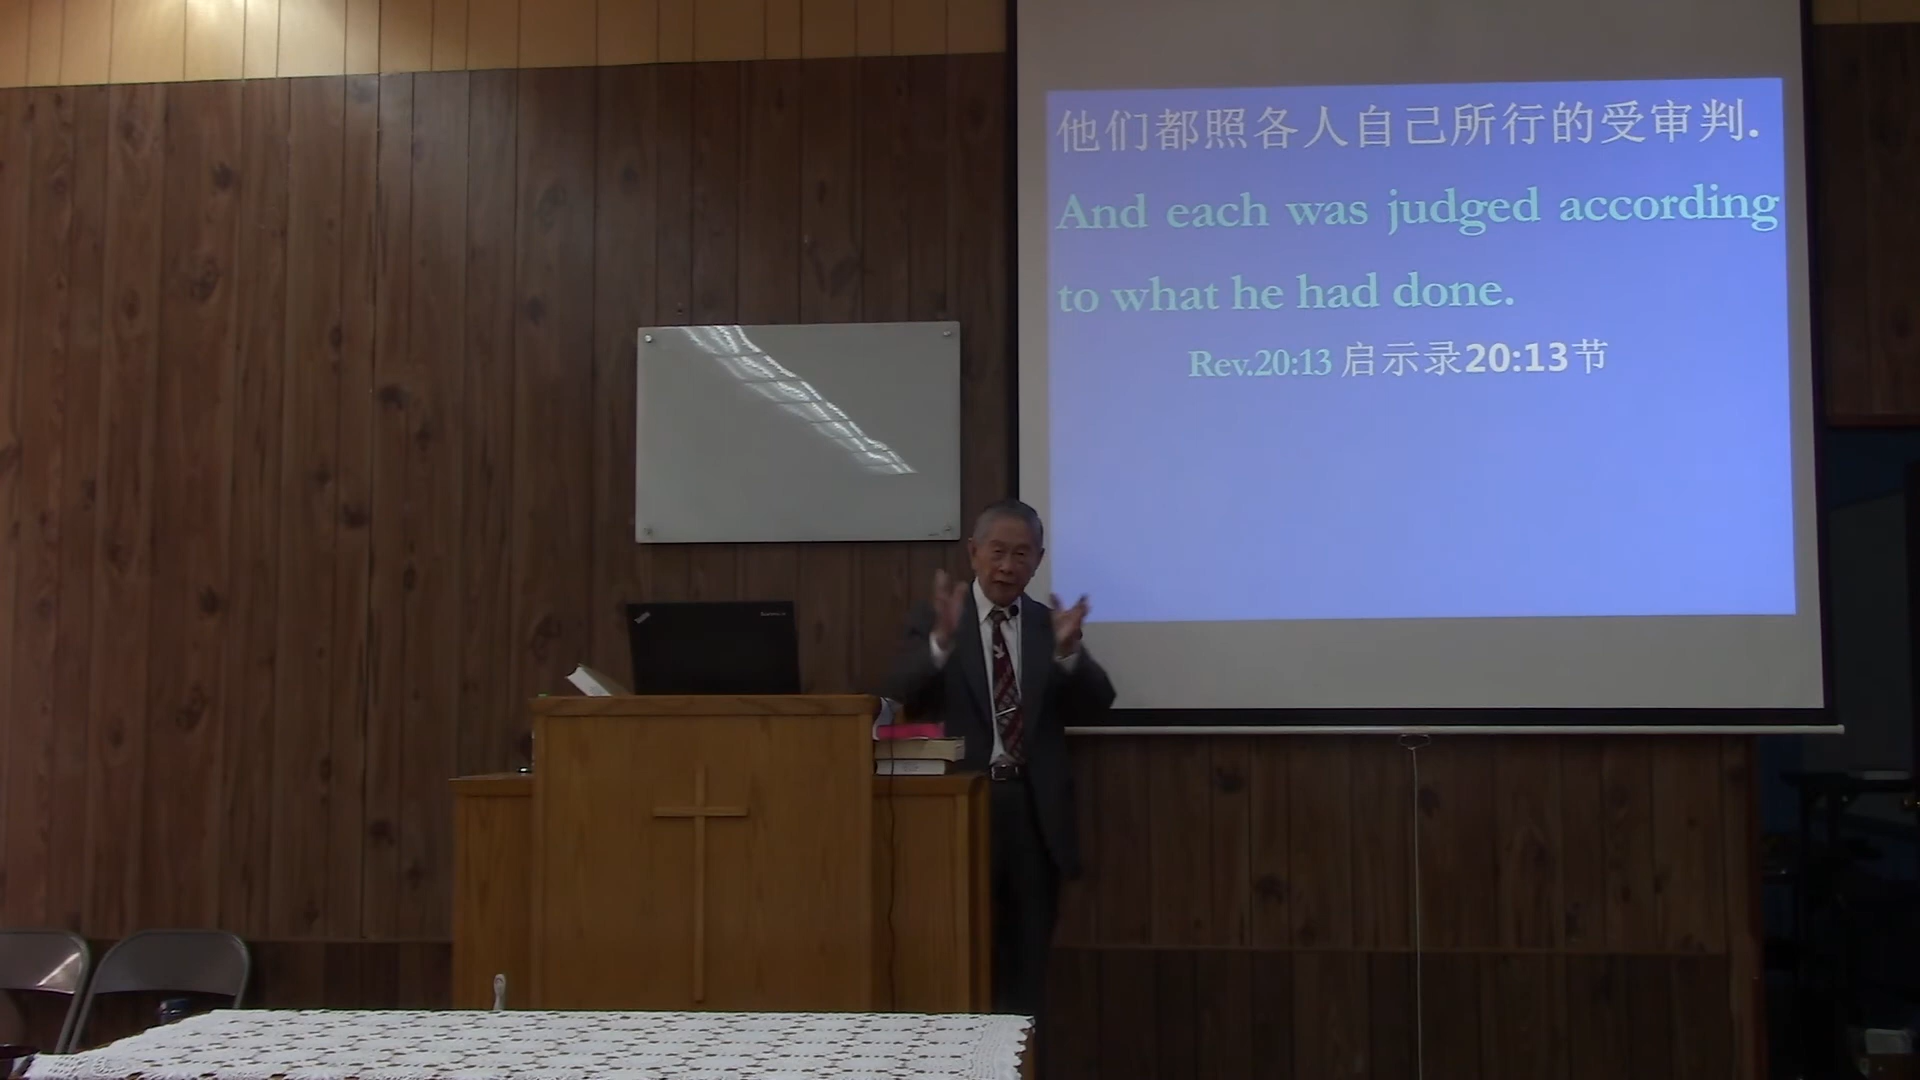 他们都照各人自己所行的受审判.
And each was judged according
to what he had done.
Rev.20:13 启示录20:13节